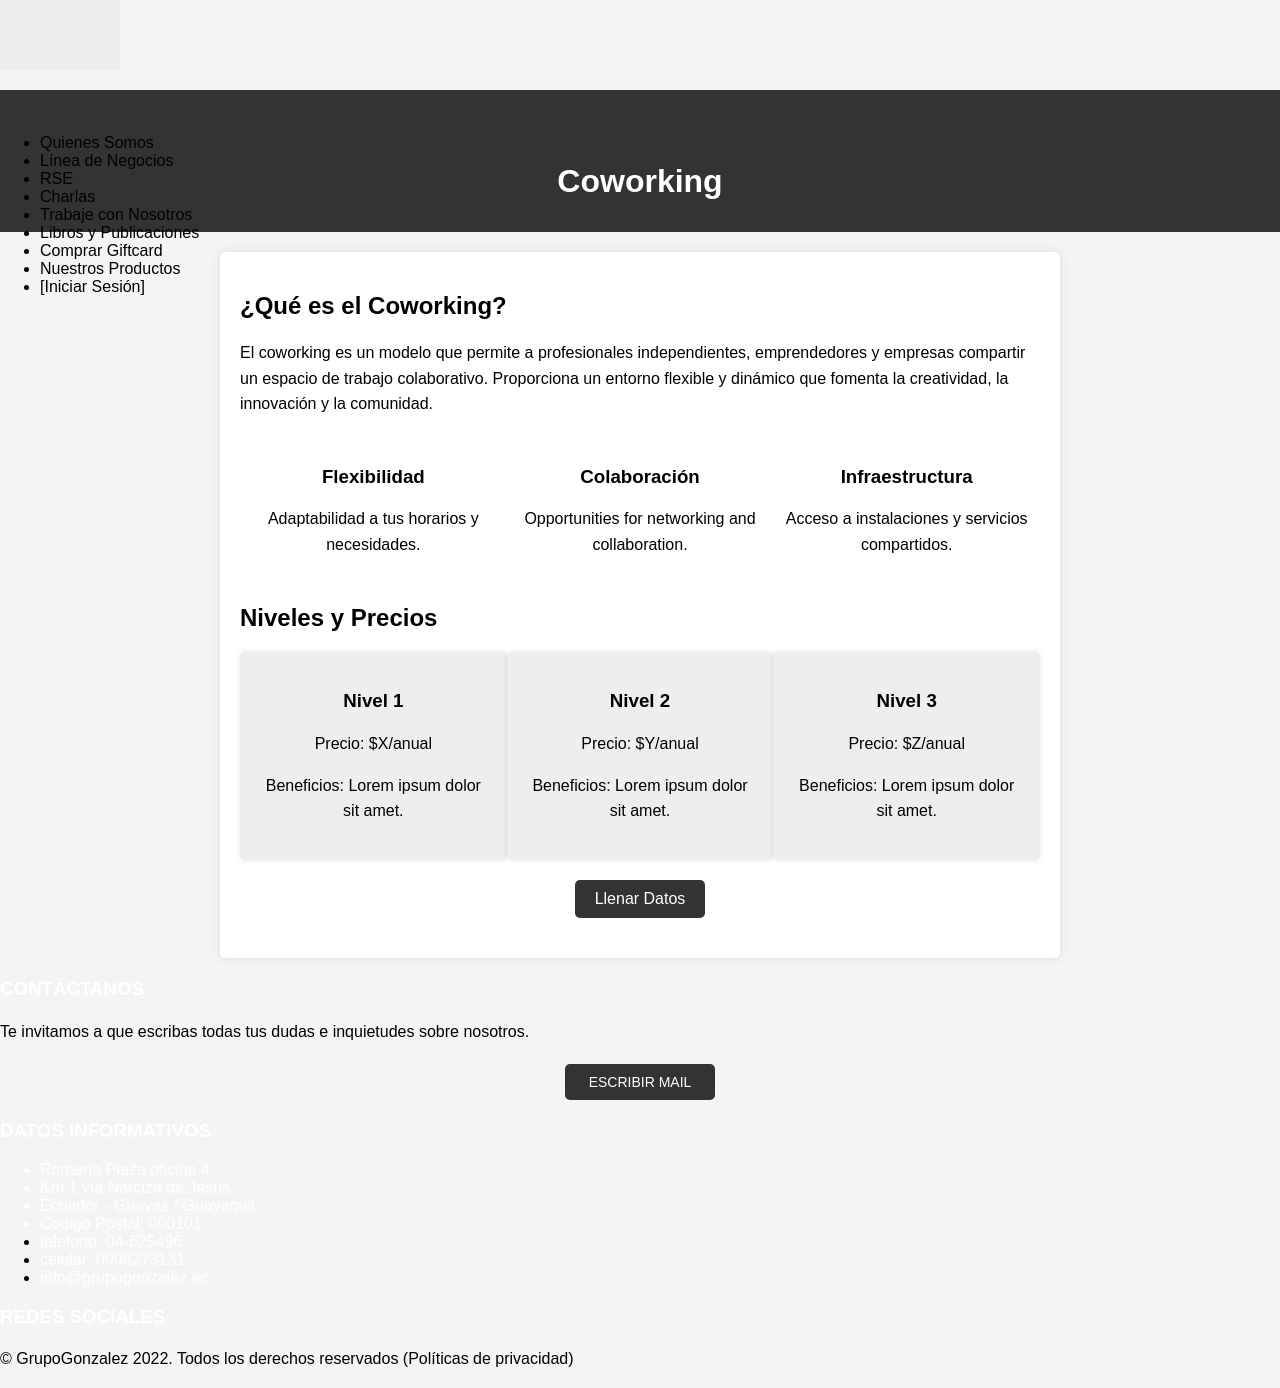 Quienes Somos
Línea de Negocios
RSE
Charlas
Trabaje con Nosotros
Libros y Publicaciones
Comprar Giftcard
Nuestros Productos
[Iniciar Sesión]
Coworking
¿Qué es el Coworking?
El coworking es un modelo que permite a profesionales independientes, emprendedores y empresas compartir
un espacio de trabajo colaborativo. Proporciona un entorno flexible y dinámico que fomenta la creatividad, la
innovación y la comunidad.
Flexibilidad
Adaptabilidad a tus horarios y
necesidades.
Colaboración
Opportunities for networking and
collaboration.
Infraestructura
Acceso a instalaciones y servicios
compartidos.
Niveles y Precios
Nivel 1
Precio: $X/anual
Beneficios: Lorem ipsum dolor
sit amet.
Nivel 2
Precio: $Y/anual
Beneficios: Lorem ipsum dolor
sit amet.
Nivel 3
Precio: $Z/anual
Beneficios: Lorem ipsum dolor
sit amet.
Llenar Datos
CONTÁCTANOS
Te invitamos a que escribas todas tus dudas e inquietudes sobre nosotros.
ESCRIBIR MAIL
DATOS INFORMATIVOS
Romería Plaza oficina 4
Km 1 vía Narciza de Jesus
Ecuador - Guayas / Guayaquil
Código Postal: 090101
telefono: 04-625496
celular: 0998273131
info@grupogonzalez.ec
REDES SOCIALES
© GrupoGonzalez 2022. Todos los derechos reservados (Políticas de privacidad)